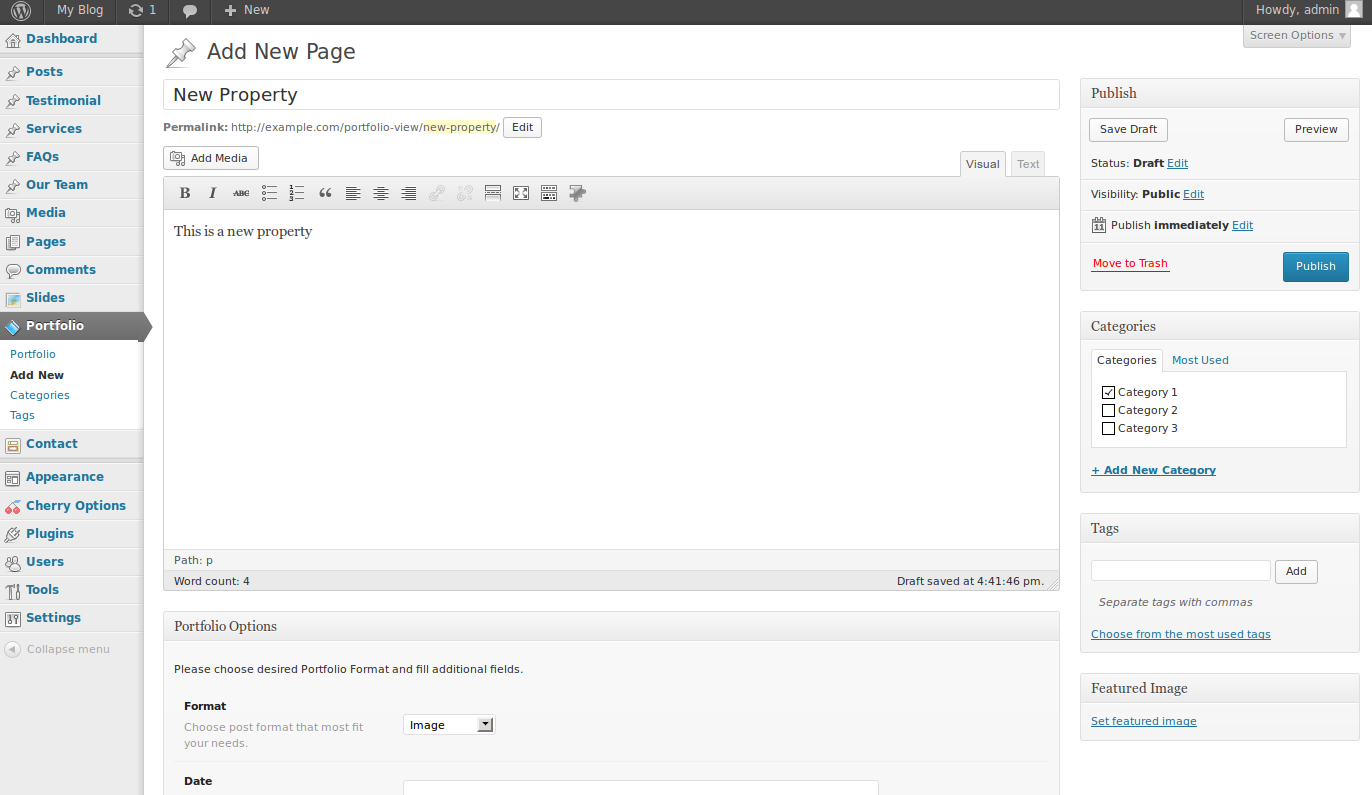 My Blog 1 New Howdy, admin
Screen Options
Dashboard
Posts
Testimonial
Services
FAQs
Our Team
Media
Pages
Comments
Slides
Portfolio
Portfolio
Add New
Categories
Tags
Contact
Appearance
Cherry Options
Plugins
Users
Tools
Settings
Collapse menu
Add New Page
New Property
Permalink: http://example.com/portfolio-view/new-property/ Edit
Add Media
Visual Text
B I ABC
This is a new property
Path: p
Word count: 4 Draft saved at 4:41:46 pm.
Portfolio Options
Please choose desired Portfolio Format and fill additional fields.
Format
Choose post format that most fit
your needs.
Image
Date
Publish
Save Draft Preview
Status: Draft Edit
Visibility: Public Edit
11 Publish immediately Edit
Move to Trash Publish
Categories
Categories Most Used
Category 1
Category 2
Category 3
+ Add New Category
Tags
Add
Separate tags with commas
Choose from the most used tags
Featured Image
Set featured image